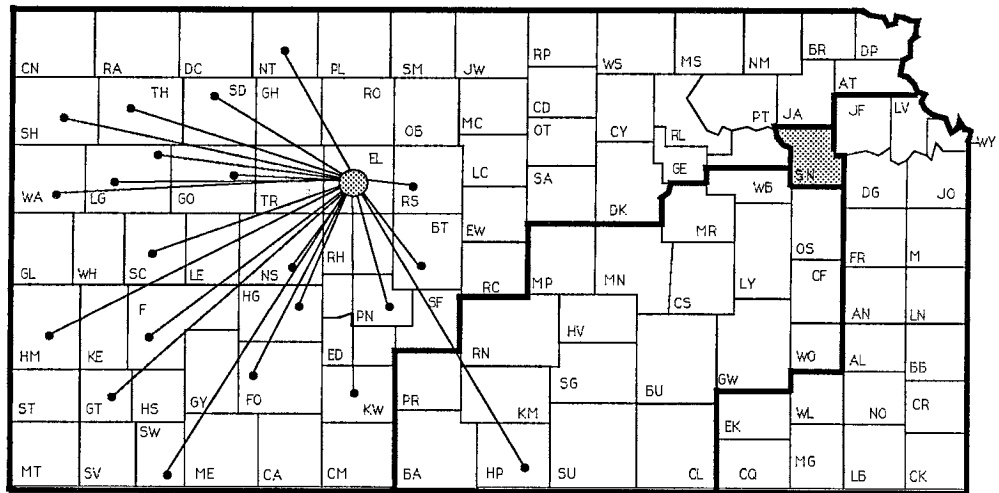 CN RA DC NT PL SM JW RP WS MS NM BR DP
SH TH SD GH RO OB MC CD OT CY RL PT JA AT JF LV WY
WA LG GO TR EL RS LC SA DK GE WB SN DG JO
GL WH SC LE NS RH BT EW RC MP MN MR CS LY OS CF FR M
HM KE F HG PN SF ED RN HV SG BU GW WO AN LN AL BB
ST GT HS GY FO KW PR KM EK WL NO CR
MT SV SW ME CA CM BA HP SU CL CQ MG LB CK